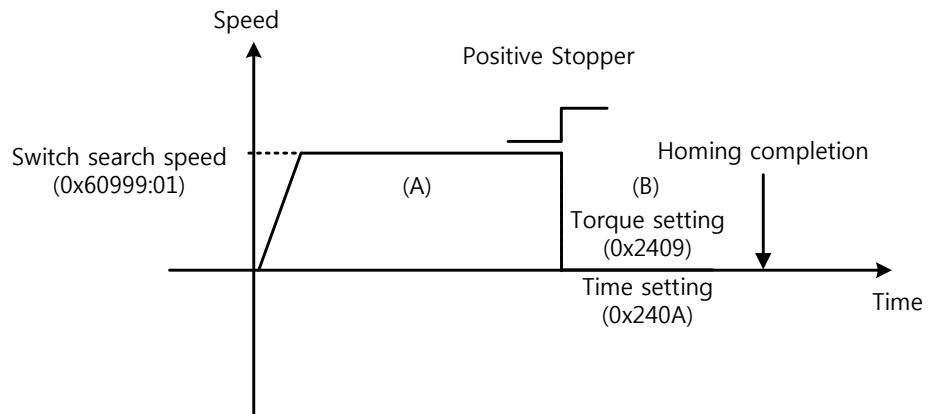 Speed
Positive Stopper
Switch search speed
(0x60999:01)
Homing completion
(A)
(B)
Torque setting
(0x2409)
Time setting
(0x240A)
Time